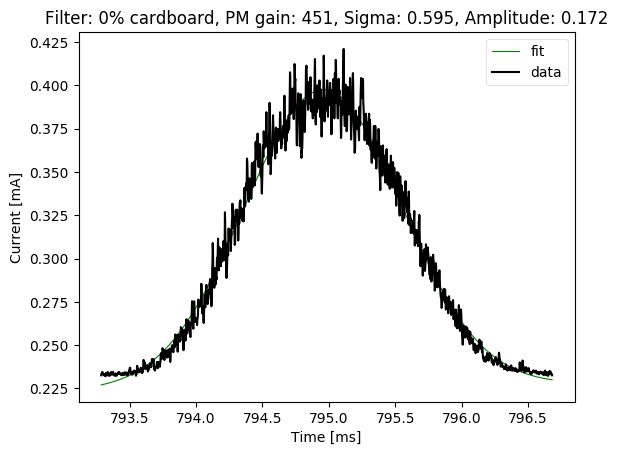 Filter: 0% cardboard, PM gain: 451, Sigma: 0.595, Amplitude: 0.172
fit
data
0.425
0.400
0.375
0.350
0.325
0.300
0.275
0.250
0.225
Current [mA]
793.5 794.0 794.5 795.0 795.5 796.0 796.5
Time [ms]